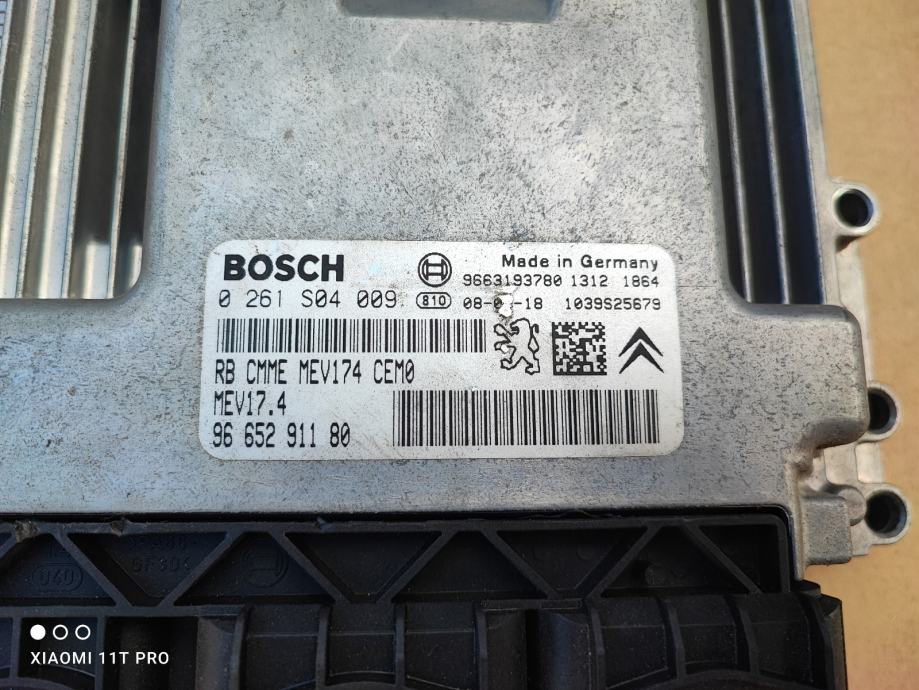 BOSCH
Made in Germany
9663193780 1312 1864
0 261 S04 009
810
1039S25679
RB CMME MEV174 CEM0
MEV17.4
96 652 911 80
040
XIAOMI 11T PRO